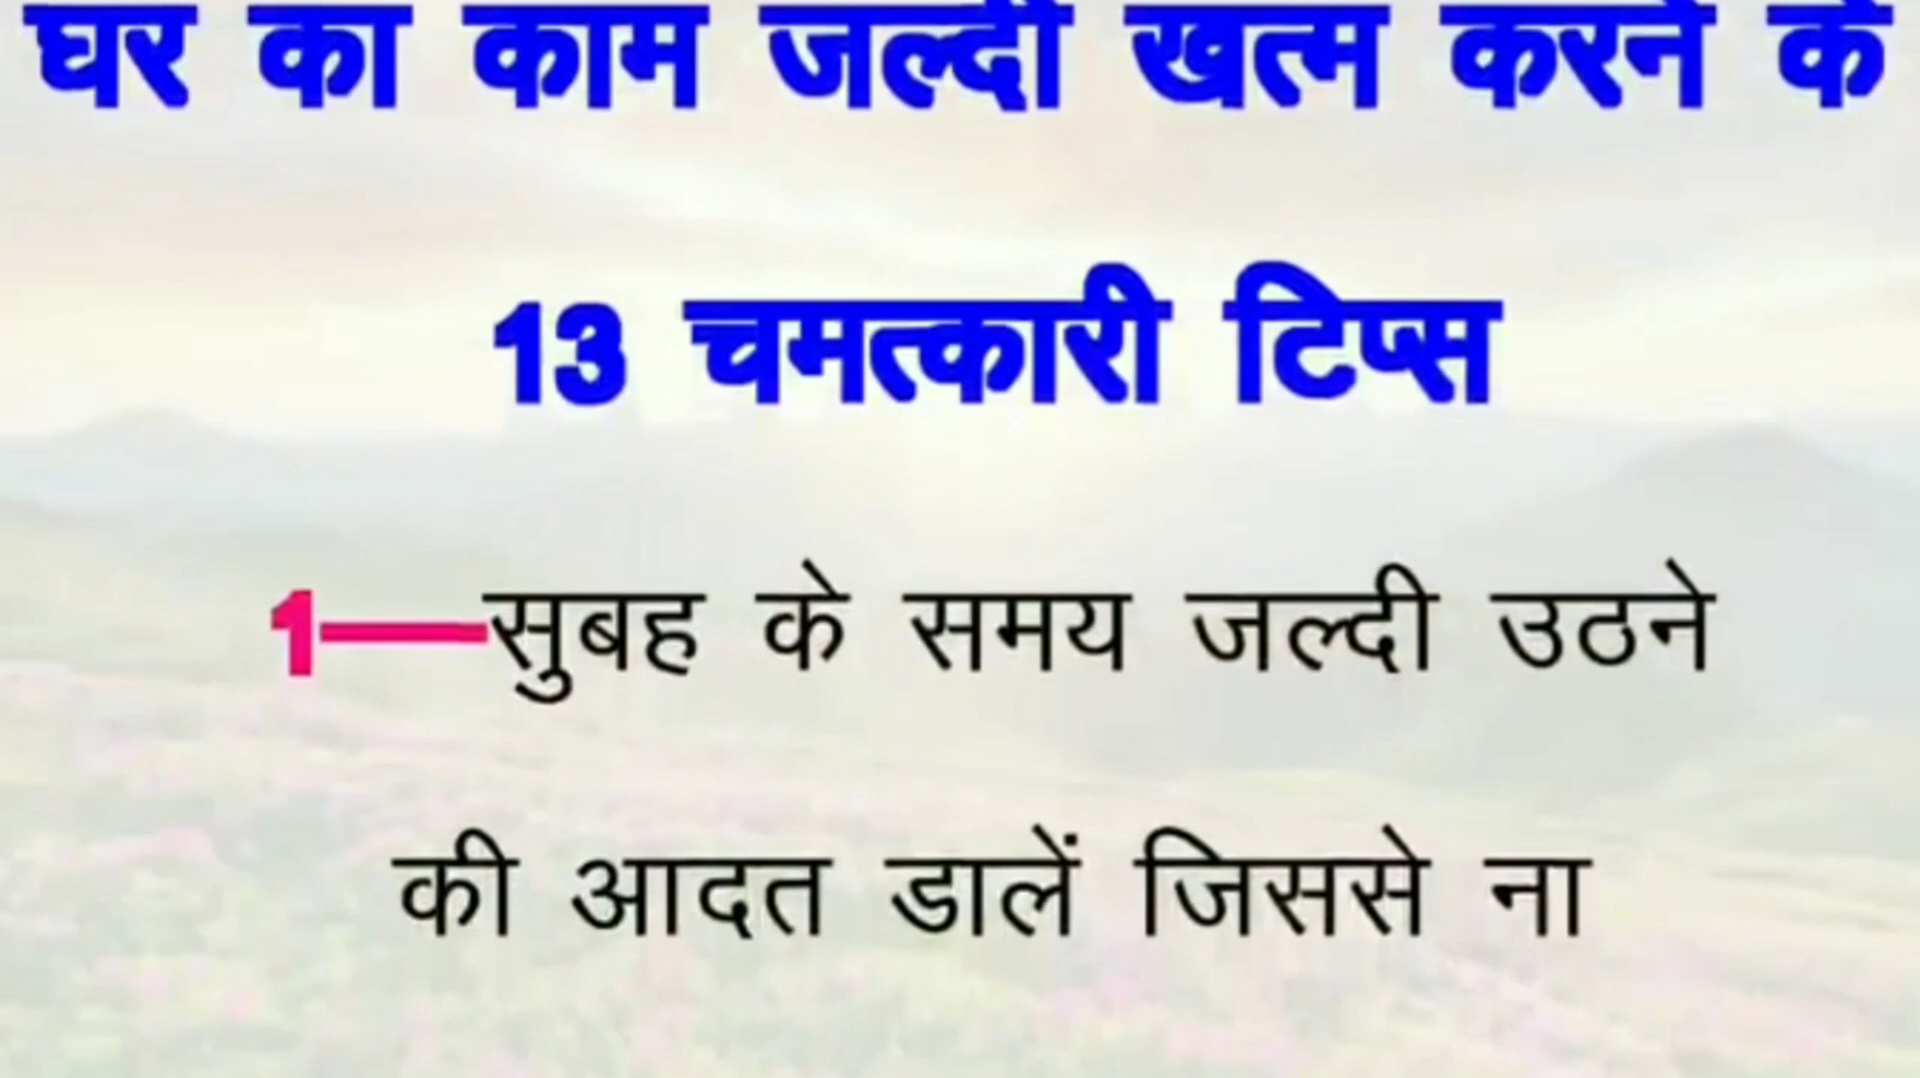 घर का काम जल्दी खत्म करने के
13 चमत्कारी टिप्स
1—सुबह के समय जल्दी उठने
की आदत डालें जिससे ना